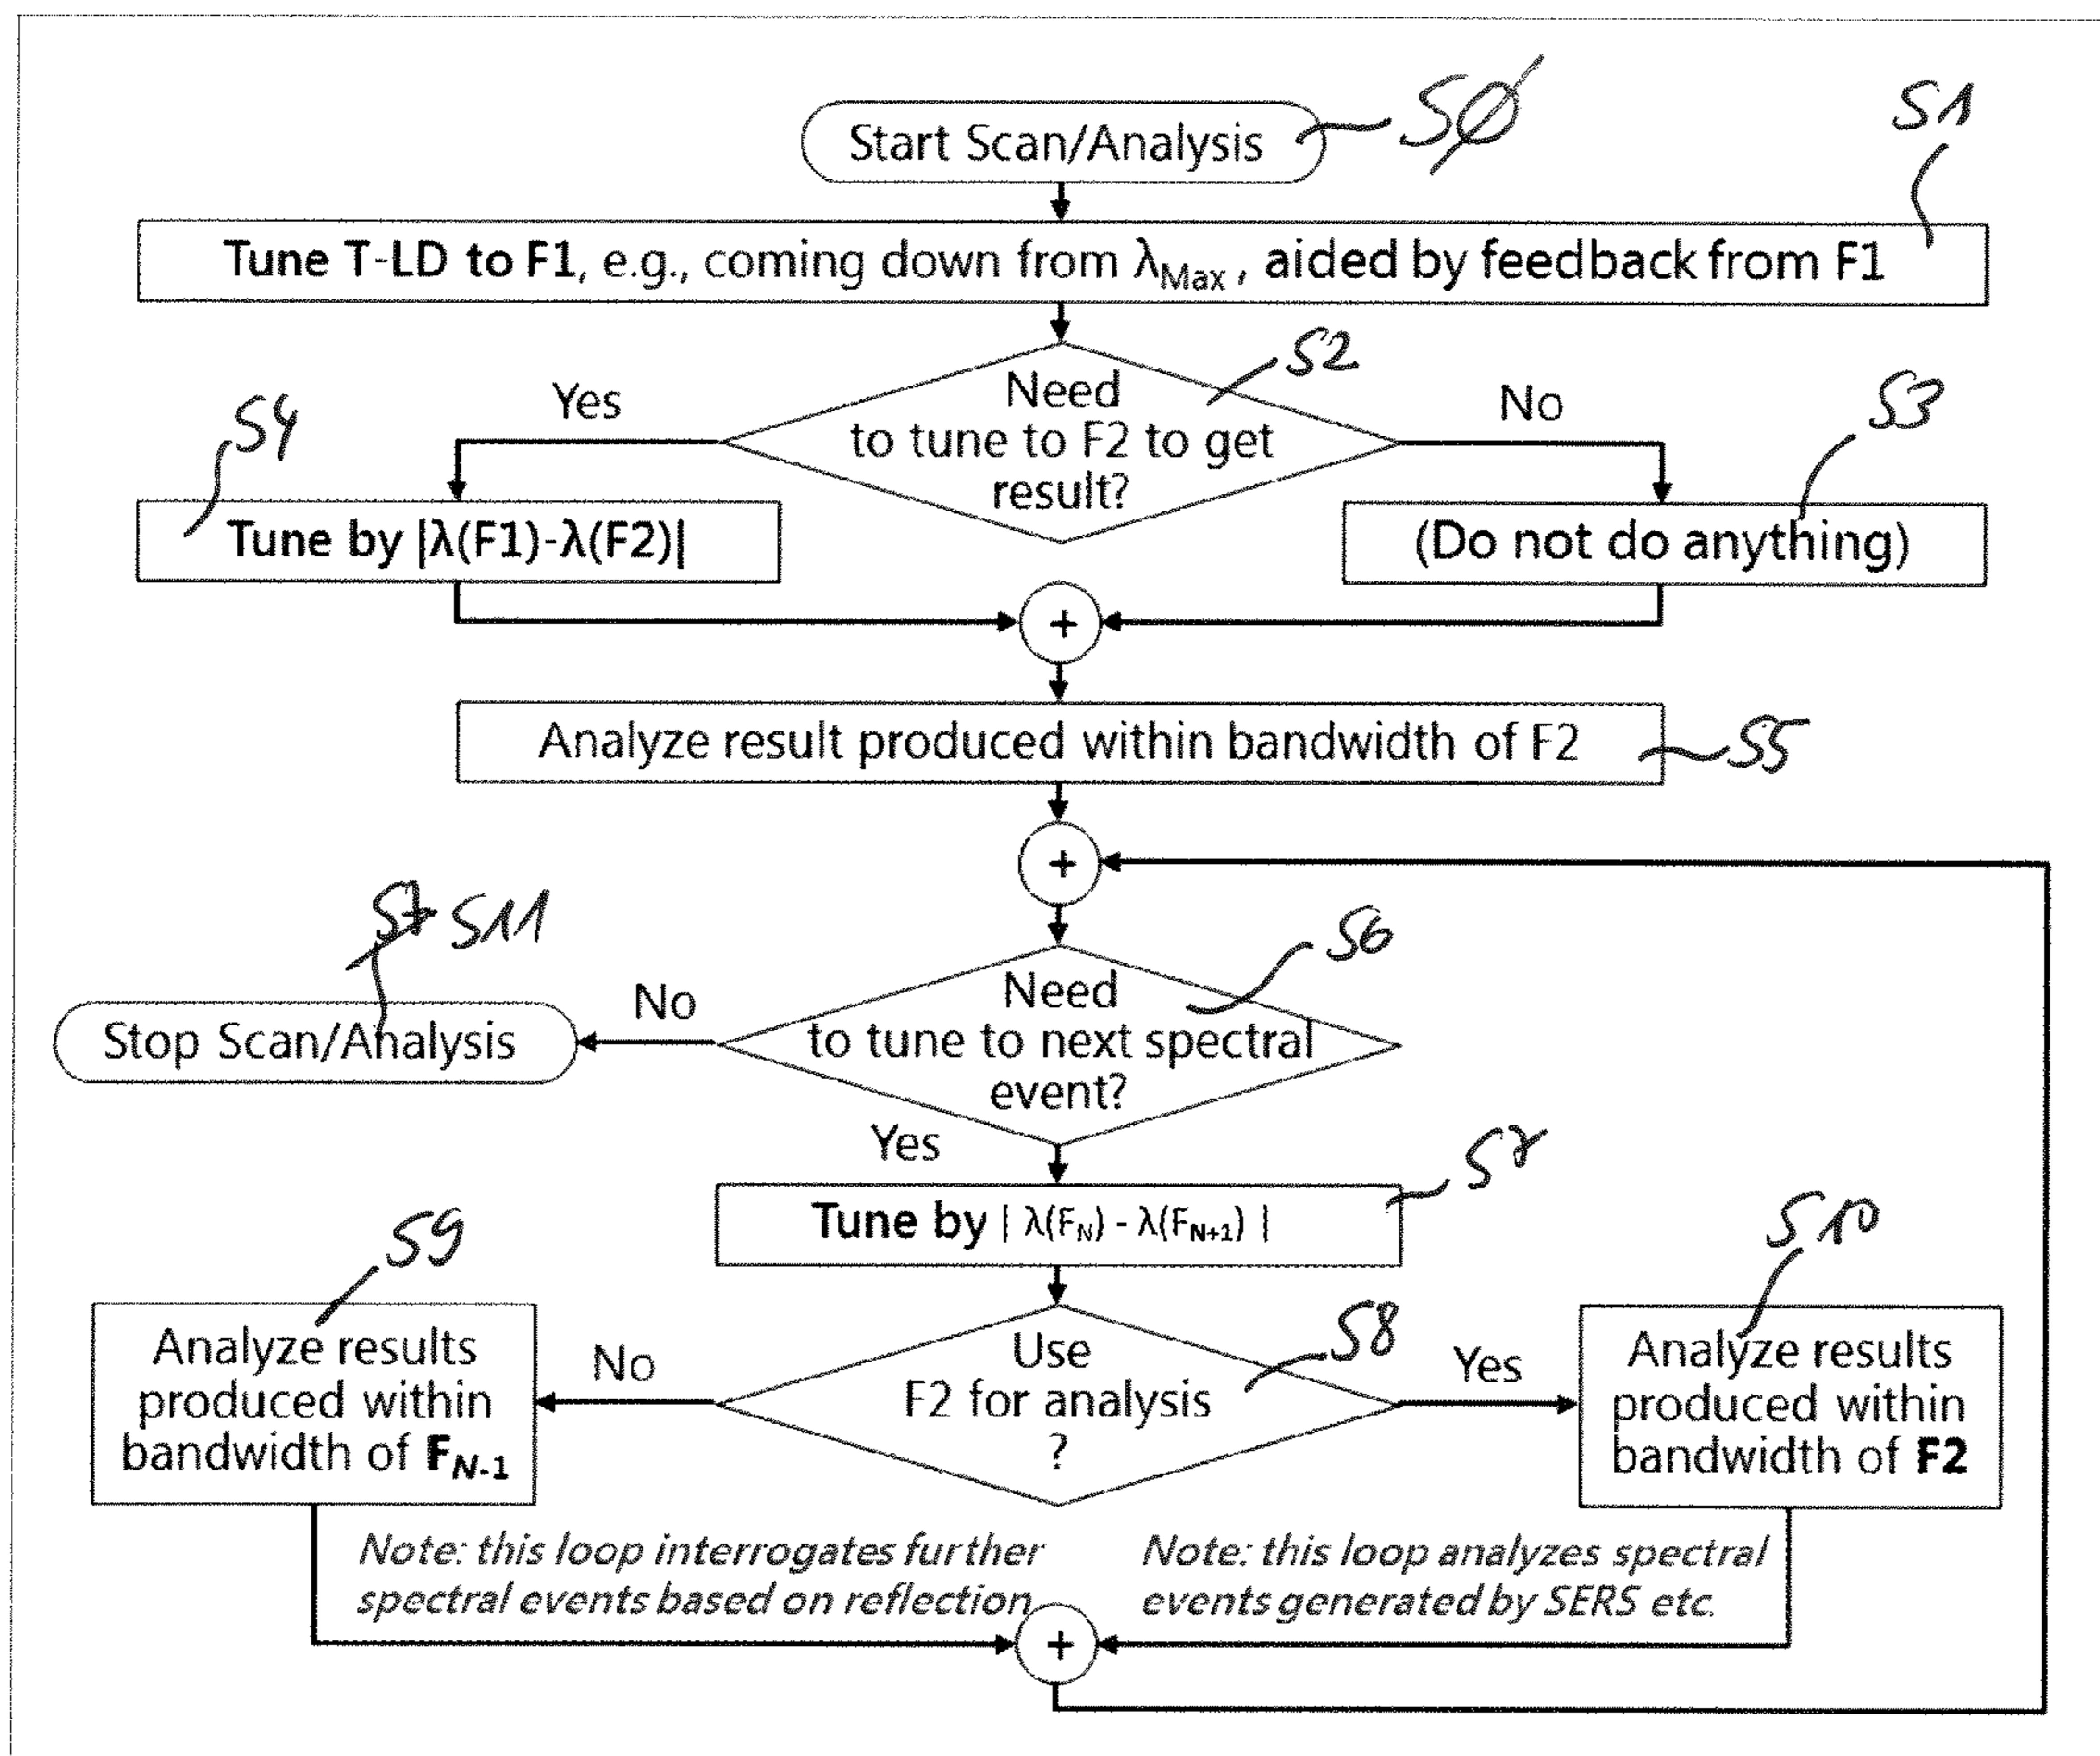 Start Scan/Analysis
S0
S1
Tune T-LD to F1, e.g., coming down from λMax, aided by feedback from F1
S2
Need
to tune to F2 to get
result?
Yes
No
S4
S3
Tune by |λ(F1)-λ(F2)|
(Do not do anything)
+
Analyze result produced within bandwidth of F2
S5
+
S7 S11
S6
Need
to tune to next spectral
event?
No
Stop Scan/Analysis
Yes
S7
Tune by | λ(FN) - λ(FN+1) |
S9
S10
S8
Use
F2 for analysis
?
No
Yes
Analyze results
produced within
bandwidth of FN-1
Analyze results
produced within
bandwidth of F2
Note: this loop interrogates further
spectral events based on reflection
Note: this loop analyzes spectral
events generated by SERS etc.
+